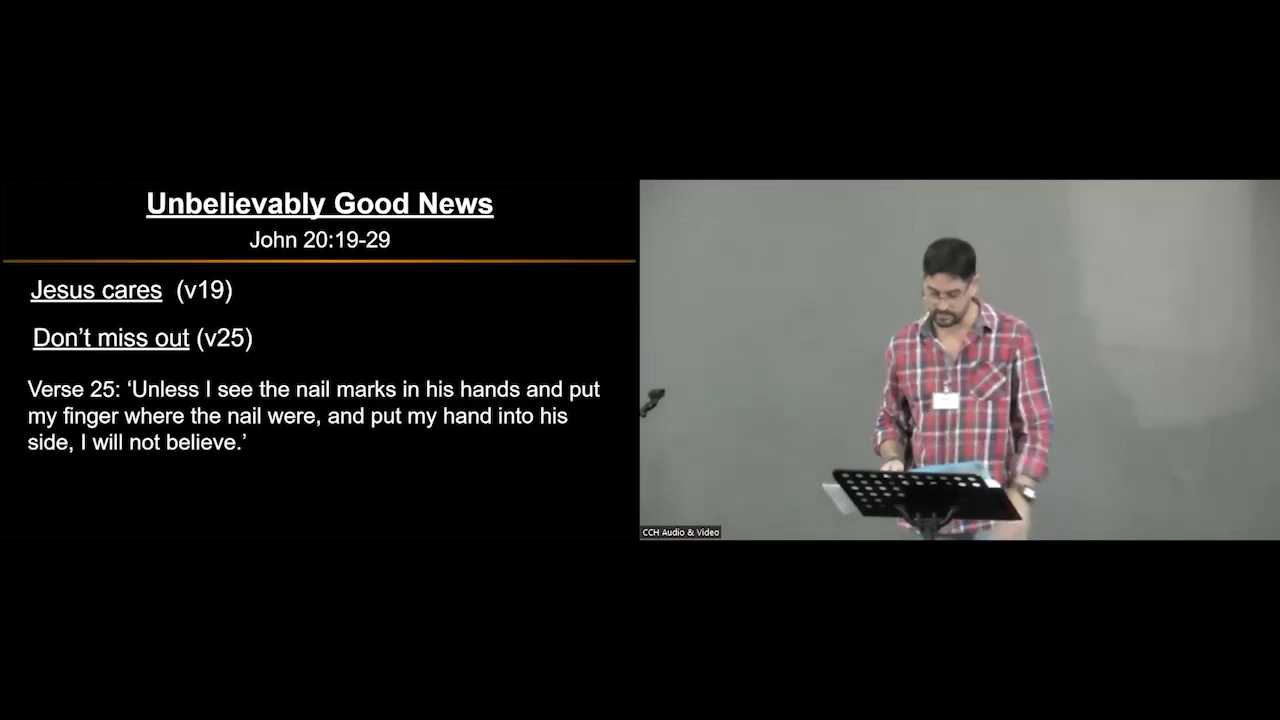 Unbelievably Good News
John 20:19-29
Jesus cares (v19)
Don’t miss out (v25)
Verse 25: ‘Unless I see the nail marks in his hands and put
my finger where the nail were, and put my hand into his
side, I will not believe.’
CCH Audio & Video